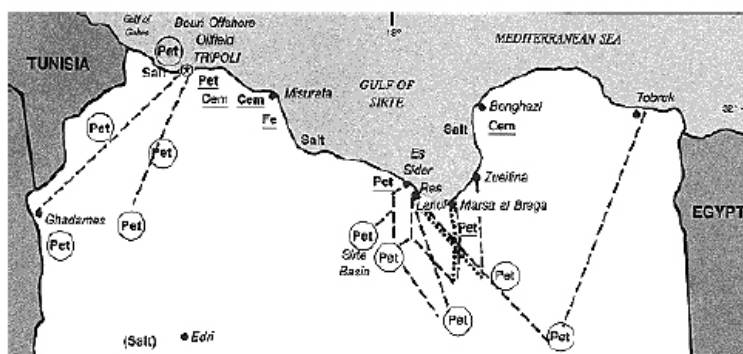 Gulf of
Gabes
Bouri Offshore
Oilfield
TRIPOLI
Pet
18°
MEDITERRANEAN SEA
TUNISIA
Salt
Pet
Cem
Cem
Misurata
Fe
GULF OF
SIRTE
Benghazi
Salt
Cem
Tobruk
32°
Pet
Pet
Salt
Es
Sider
Pet
Ras
Lanuf
Zueitina
Marsa el Brega
Pet
EGYPT
Ghadames
Pet
Pet
Pet
Sirte
Basin
Pet
Pet
Pet
Pet
(Salt)
Edri